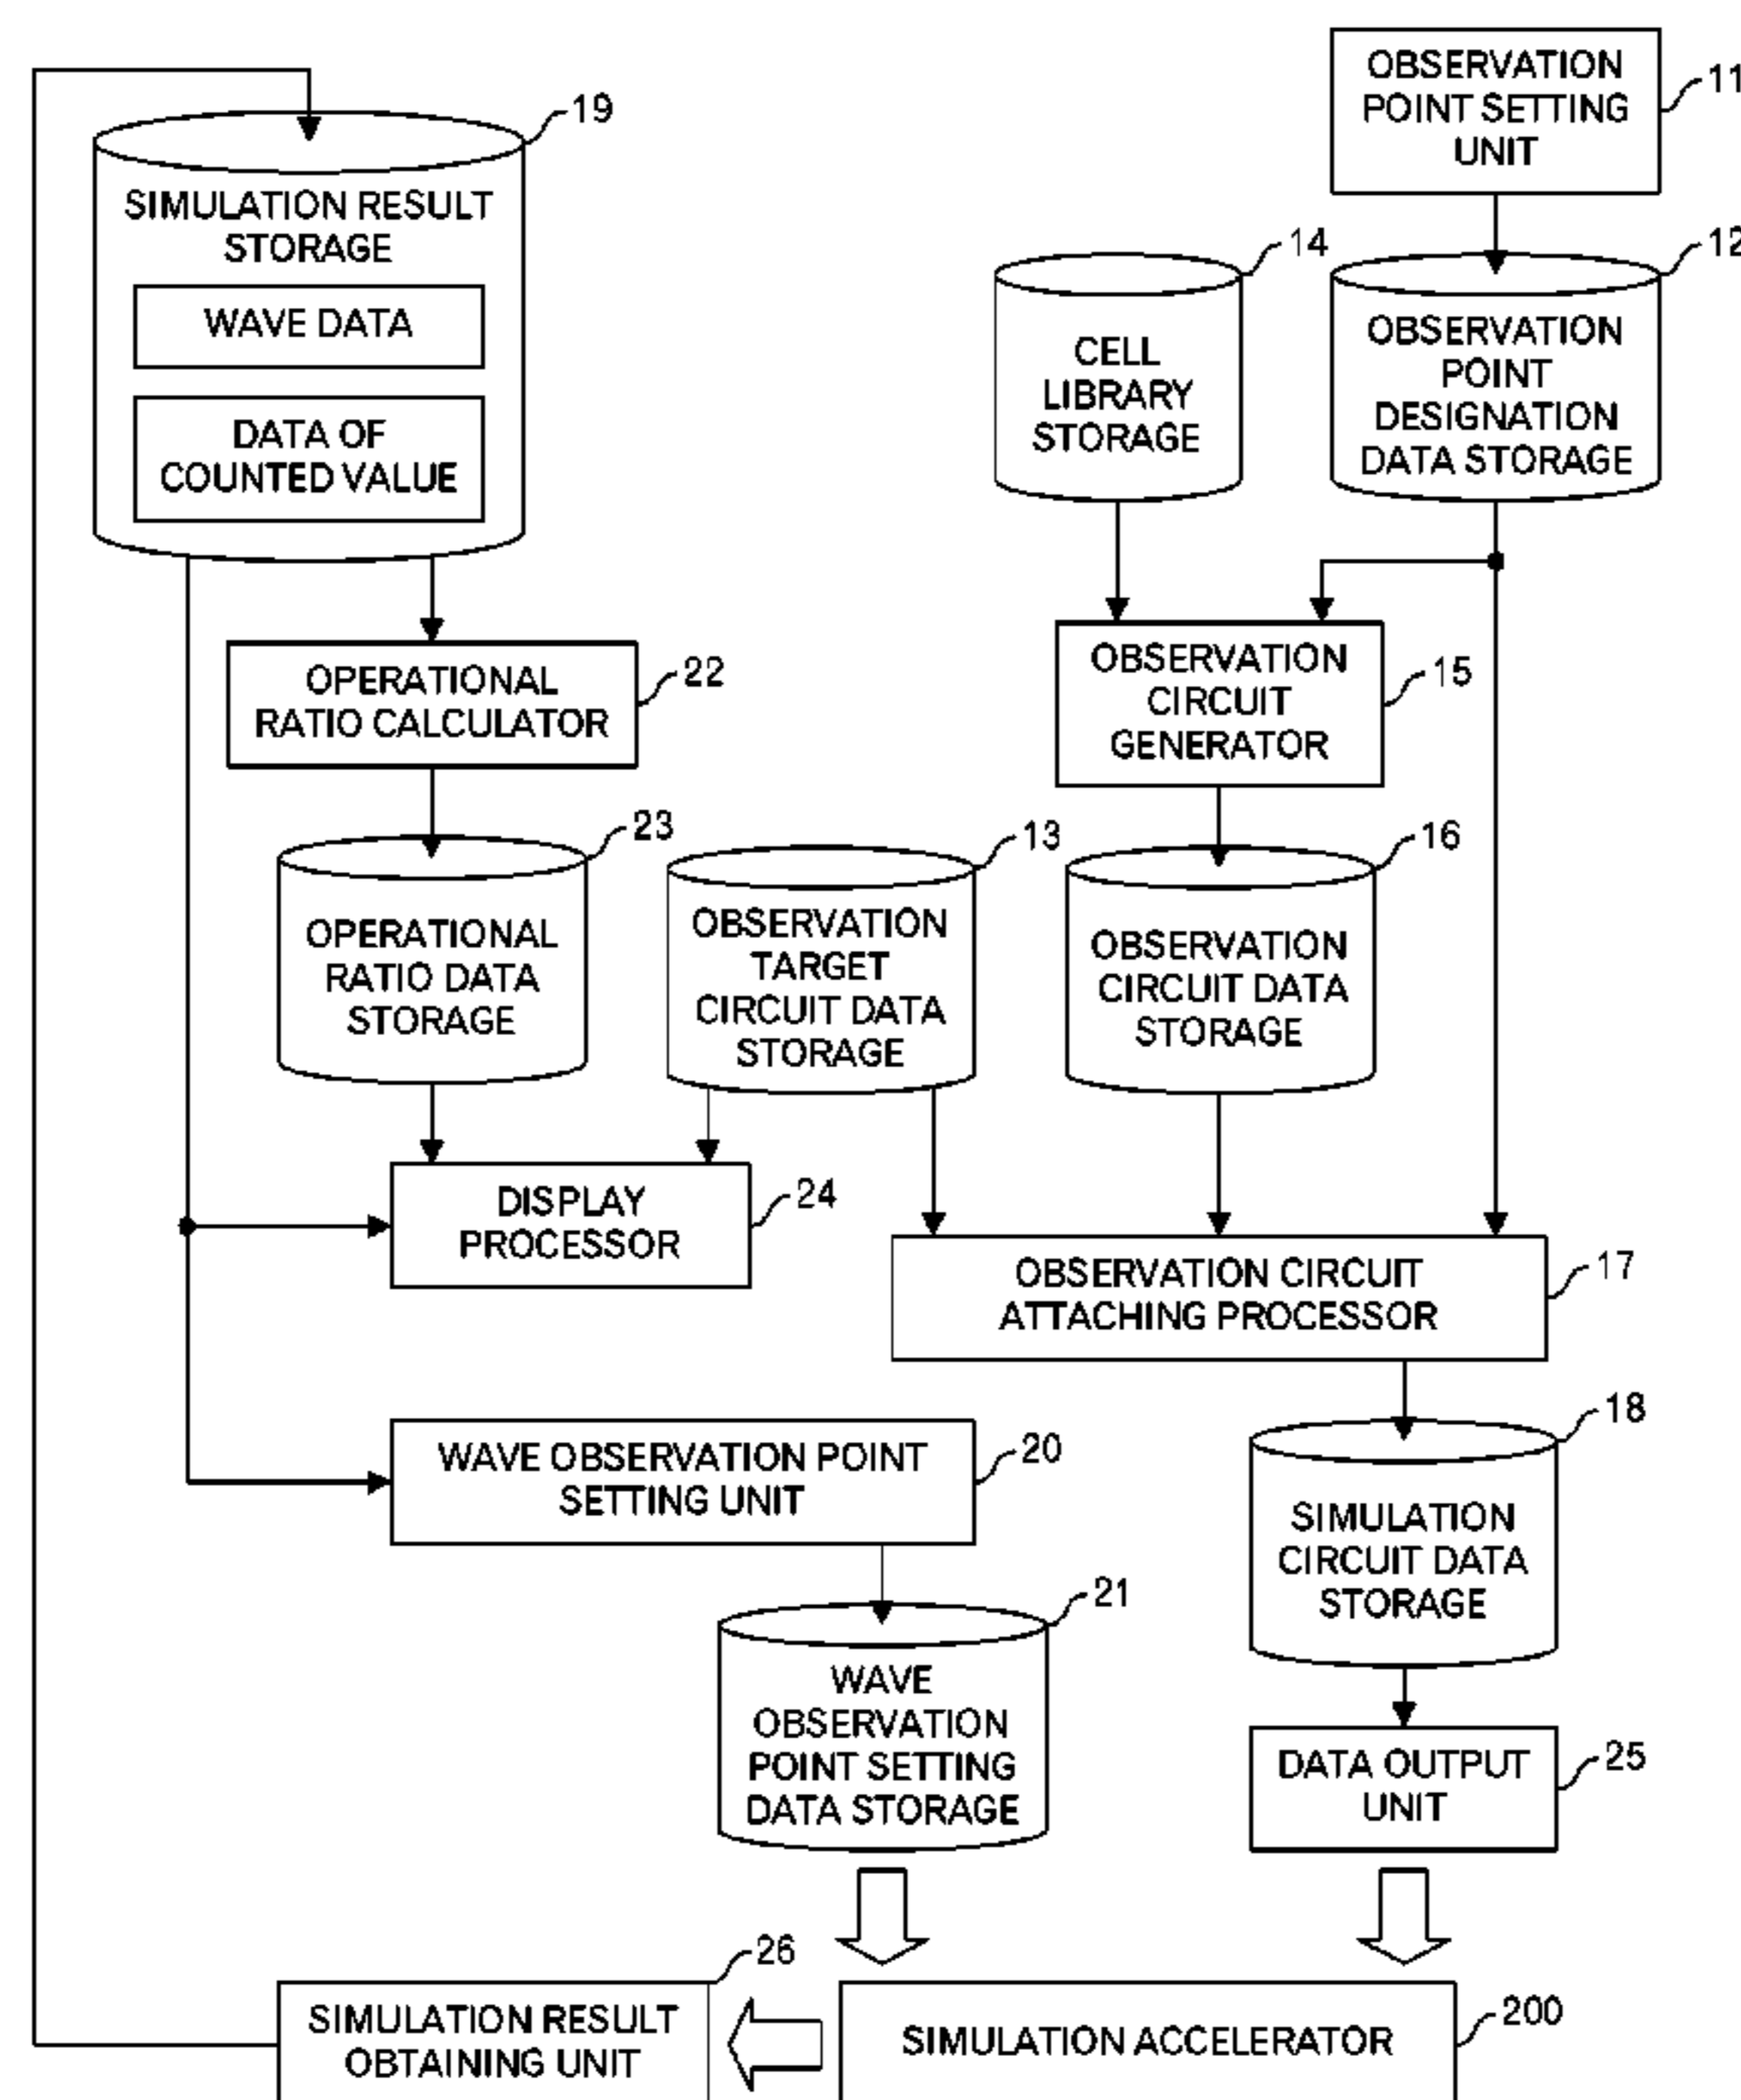 OBSERVATION
POINT SETTING
UNIT
11
19
SIMULATION RESULT
STORAGE
WAVE DATA
DATA OF
COUNTED VALUE
14
CELL
LIBRARY
STORAGE
12
OBSERVATION
POINT
DESIGNATION
DATA STORAGE
OPERATIONAL
RATIO CALCULATOR
22
OBSERVATION
CIRCUIT
GENERATOR
15
23
OPERATIONAL
RATIO DATA
STORAGE
13
OBSERVATION
TARGET
CIRCUIT DATA
STORAGE
16
OBSERVATION
CIRCUIT DATA
STORAGE
DISPLAY
PROCESSOR
24
OBSERVATION CIRCUIT
ATTACHING PROCESSOR
17
WAVE OBSERVATION POINT
SETTING UNIT
20
18
SIMULATION
CIRCUIT DATA
STORAGE
21
WAVE
OBSERVATION
POINT SETTING
DATA STORAGE
DATA OUTPUT
UNIT
25
26
SIMULATION RESULT
OBTAINING UNIT
SIMULATION ACCELERATOR
200